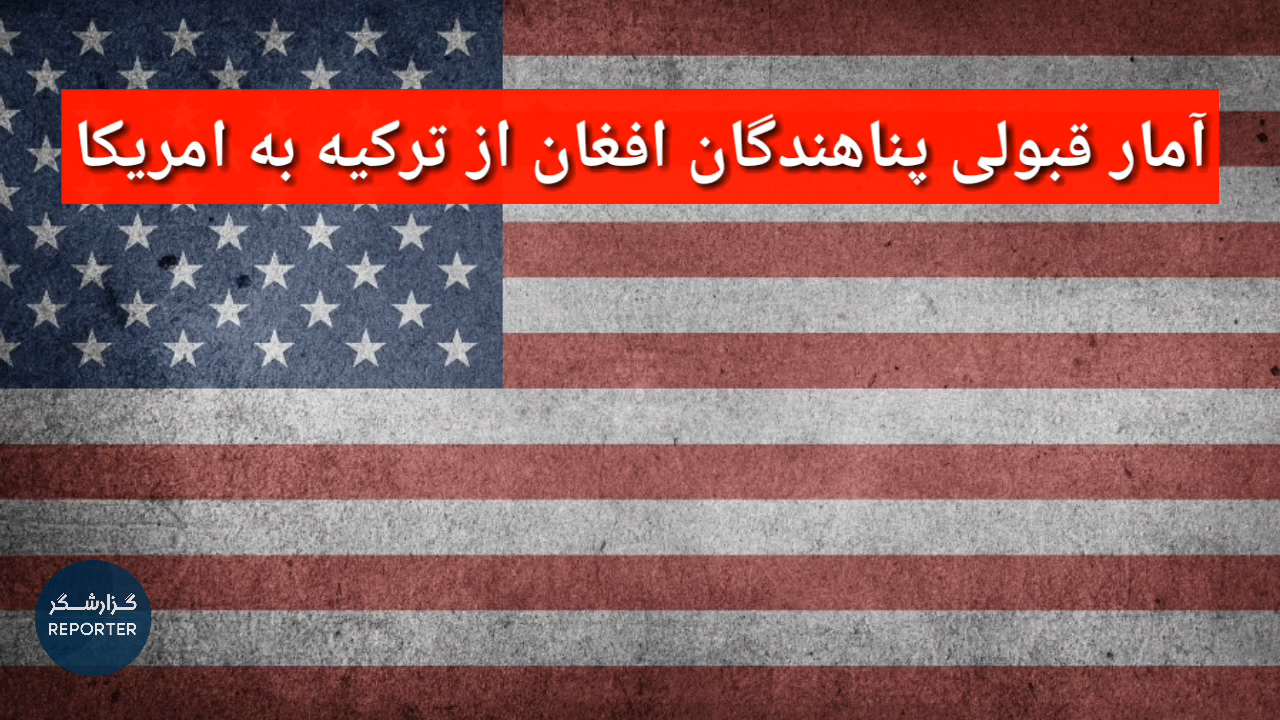 آمار قبولی پناهندگان افغان از ترکیه به امریکا
گزارشگر
REPORTER